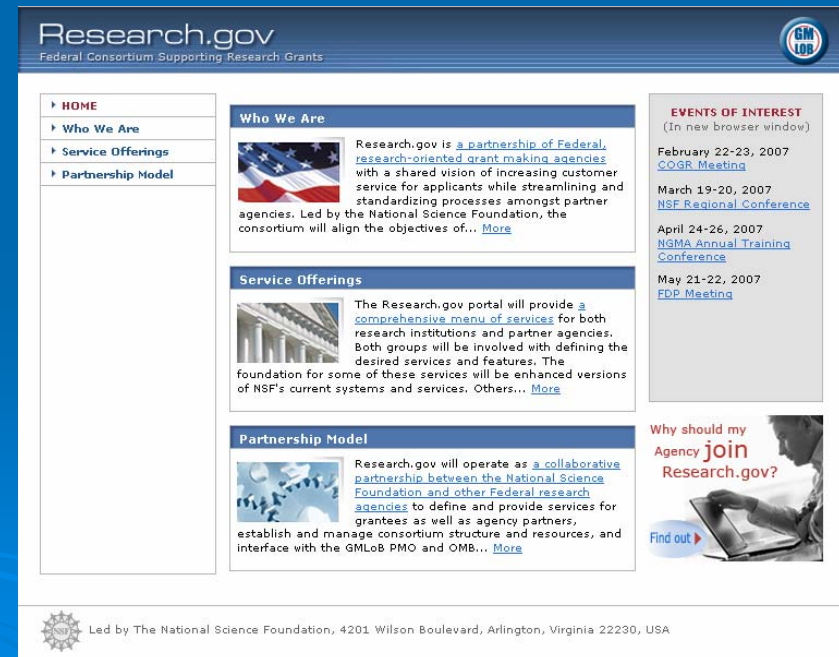 Research.gov
Federal Consortium Supporting Research Grants
GM
LOB
HOME
Who We Are
Service Offerings
Partnership Model
Who We Are
Research.gov is a partnership of Federal,
research-oriented grant making agencies
with a shared vision of increasing customer
service for applicants while streamlining and
standardizing processes amongst partner
agencies. Led by the National Science Foundation, the
consortium will align the objectives of... More
Service Offerings
The Research.gov portal will provide a
comprehensive menu of services for both
research institutions and partner agencies.
Both groups will be involved with defining the
desired services and features. The
foundation for some of these services will be enhanced versions
of NSF's current systems and services. Others... More
Partnership Model
Research.gov will operate as a collaborative
partnership between the National Science
Foundation and other Federal research
agencies to define and provide services for
grantees as well as agency partners,
establish and manage consortium structure and resources, and
interface with the GMLoB PMO and OMB... More
EVENTS OF INTEREST
(In new browser window)
February 22-23, 2007
COGR Meeting
March 19-20, 2007
NSF Regional Conference
April 24-26, 2007
NGMA Annual Training
Conference
May 21-22, 2007
FDP Meeting
Why should my
Agency join
Research.gov?
Find out
NSF
Led by The National Science Foundation, 4201 Wilson Boulevard, Arlington, Virginia 22230, USA